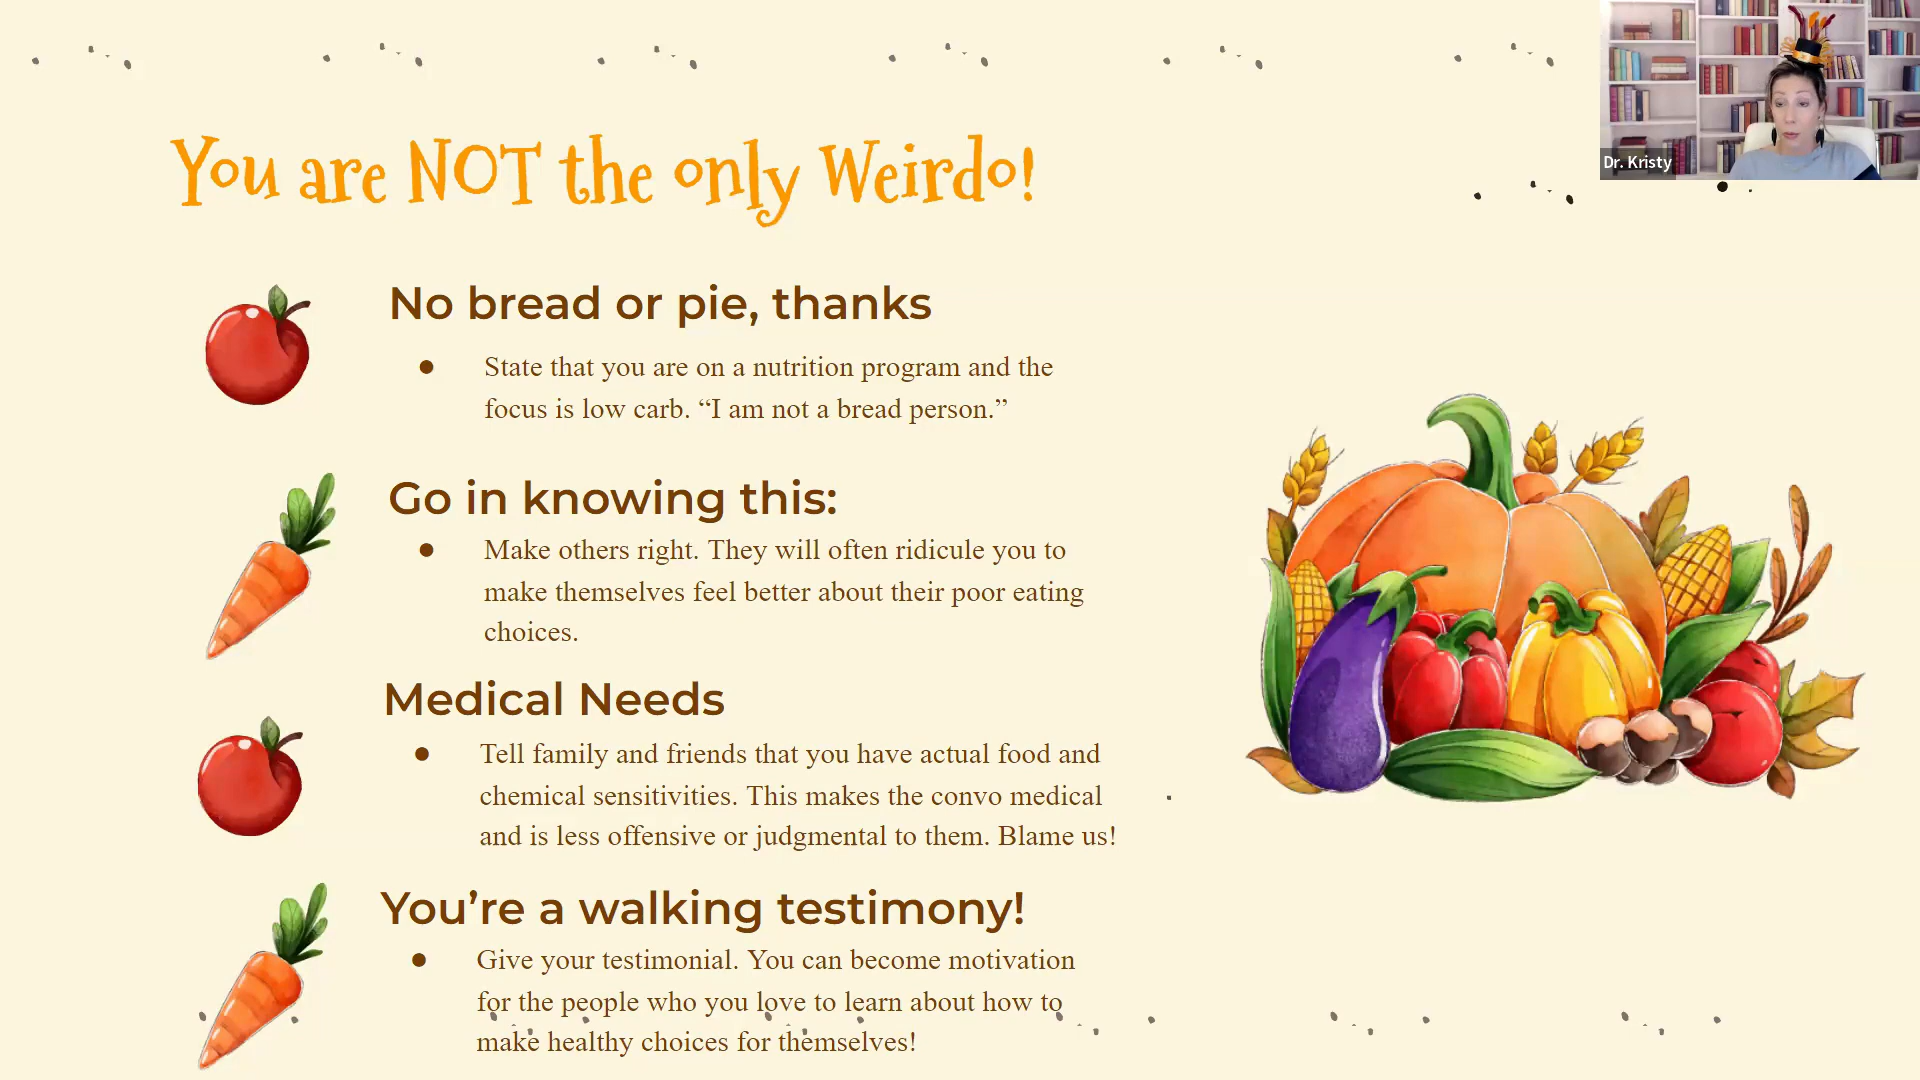 You are NOT the only Weirdo!
Dr. Kristy
No bread or pie, thanks
● State that you are on a nutrition program and the
focus is low carb. “I am not a bread person.”
Go in knowing this:
● Make others right. They will often ridicule you to
make themselves feel better about their poor eating
choices.
Medical Needs
● Tell family and friends that you have actual food and
chemical sensitivities. This makes the convo medical
and is less offensive or judgmental to them. Blame us!
You’re a walking testimony!
● Give your testimonial. You can become motivation
for the people who you love to learn about how to
make healthy choices for themselves!